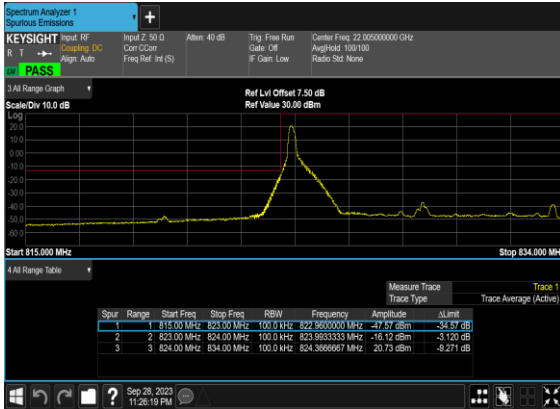 Spectrum Analyzer 1
Spurious Emissions
+
KEYSIGHT Input: RF Input Z: 50 Ω Atten: 40 dB Trig: Free Run Center Freq: 22.005000000 GHz
R T Coupling: DC Corr CCorr Gate: Off Avg|Hold: 100/100
Align: Auto Freq Ref: Int (S) IF Gain: Low Radio Std: None
PASS
3 All Range Graph
Ref Lvl Offset 7.50 dB
Scale/Div 10.0 dB Ref Value 30.00 dBm
Log
20.0
10.0
0.00
-10.0
-20.0
-30.0
-40.0
-50.0
-60.0
Start 815.000 MHz Stop 834.000 MH
4 All Range Table
Measure Trace Trace 1
Trace Type Trace Average (Active)
Spur Range Start Freq Stop Freq RBW Frequency Amplitude ΔLimit
1 1 815.00 MHz 823.00 MHz 100.0 kHz 822.9600000 MHz -47.57 dBm -34.57 dB
2 2 823.00 MHz 824.00 MHz 100.0 kHz 823.9933333 MHz -16.12 dBm -3.120 dB
3 3 824.00 MHz 834.00 MHz 100.0 kHz 824.3666667 MHz 20.73 dBm -9.271 dB
?
Sep 28, 2023
11:26:19 PM